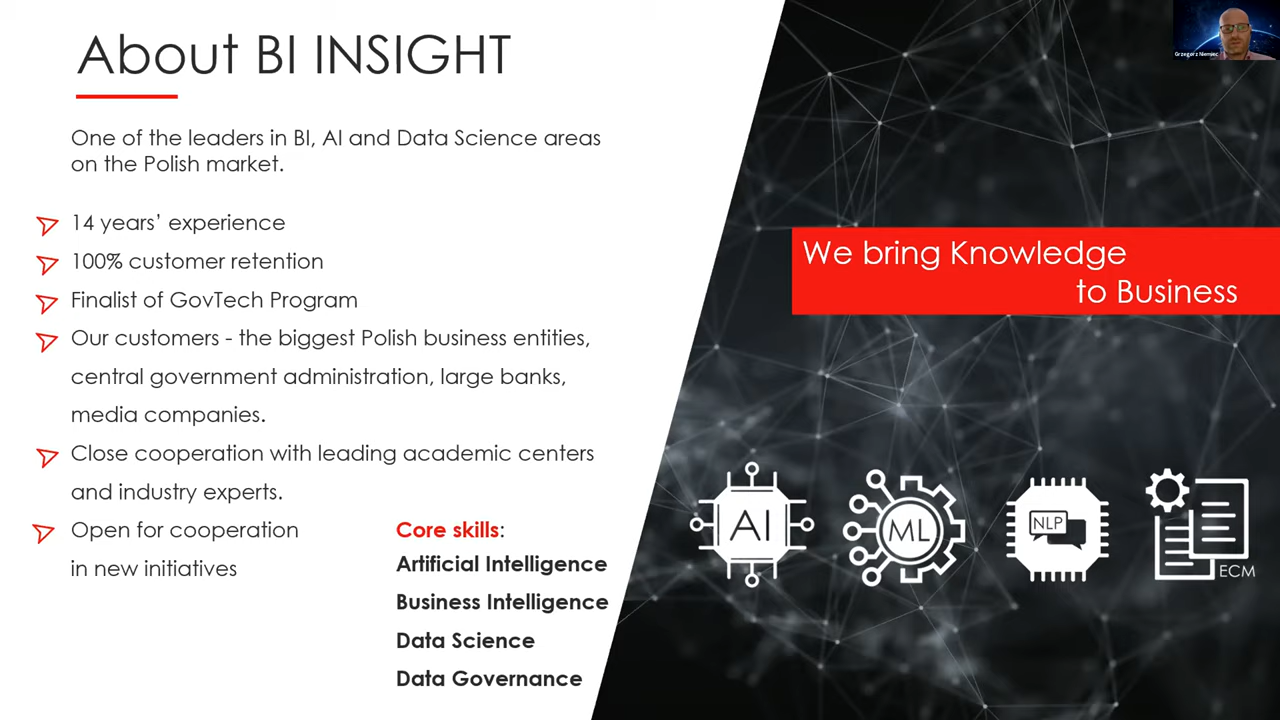 About BI INSIGHT
One of the leaders in BI, AI and Data Science areas
on the Polish market.
14 years’ experience
100% customer retention
Finalist of GovTech Program
Our customers - the biggest Polish business entities,
central government administration, large banks,
media companies.
Close cooperation with leading academic centers
and industry experts.
Open for cooperation
in new initiatives
Core skills:
Artificial Intelligence
Business Intelligence
Data Science
Data Governance
Grzegorz Niemiec
We bring Knowledge
to Business
AI
ML
NLP
ECM